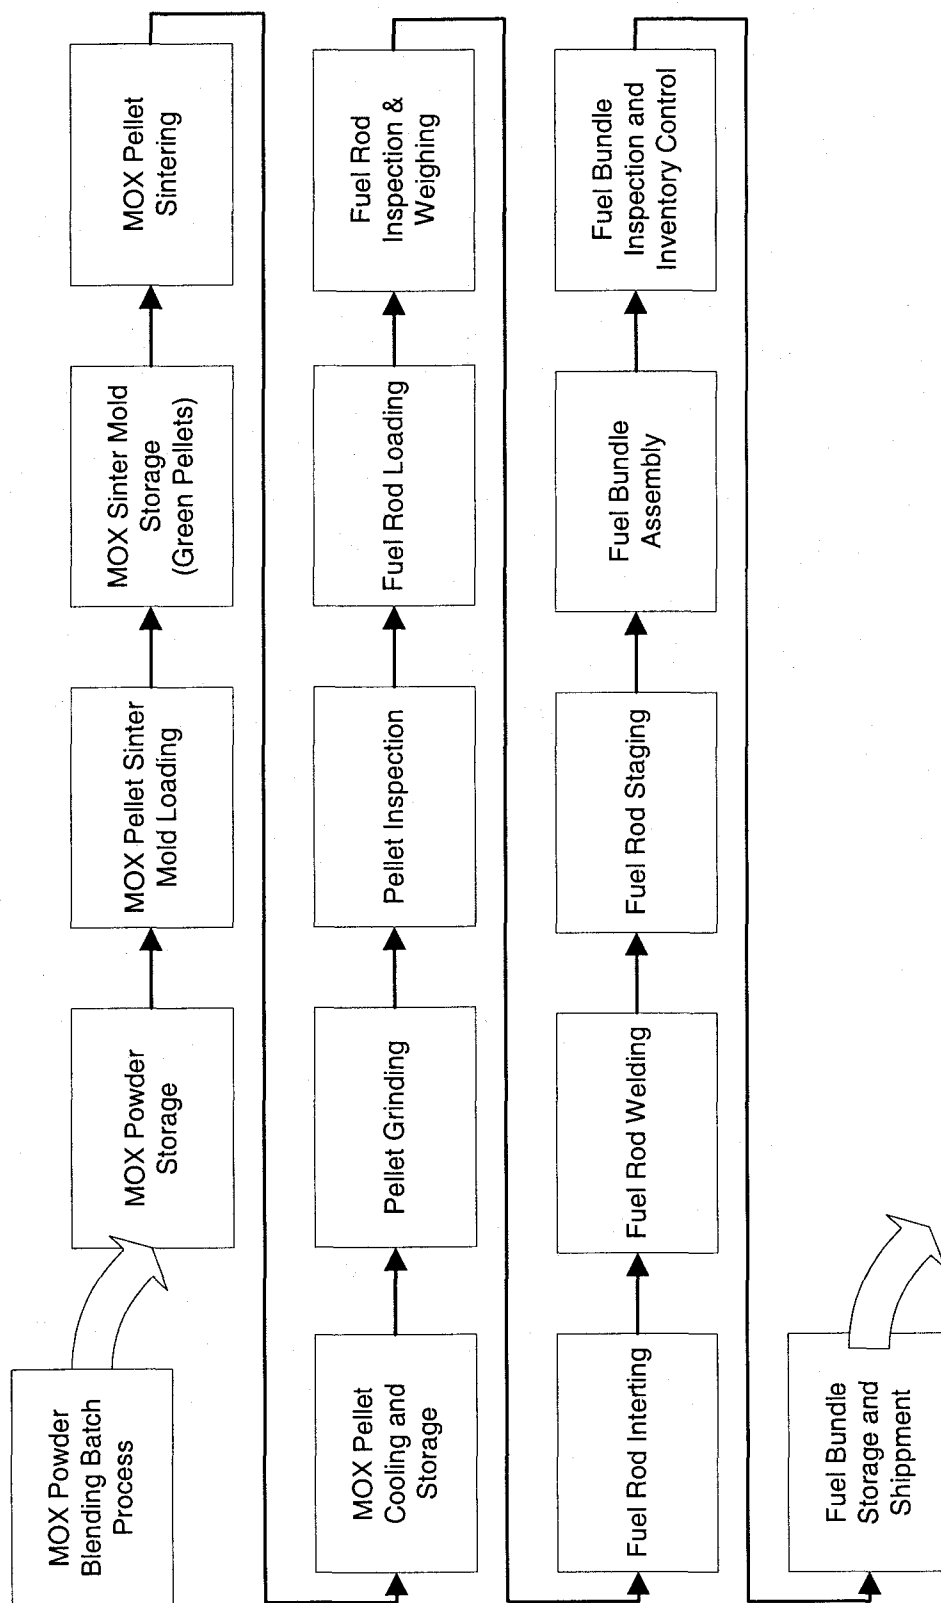 MOX Powder
Blending Batch
Process
MOX Powder
Storage
MOX Pellet Sinter
Mold Loading
MOX Sinter Mold
Storage
(Green Pellets)
MOX Pellet
Sintering
MOX Pellet
Cooling and
Storage
Pellet Grinding
Pellet Inspection
Fuel Rod Loading
Fuel Rod
Inspection &
Weighing
Fuel Rod Interting
Fuel Rod Welding
Fuel Rod Staging
Fuel Bundle
Assembly
Fuel Bundle
Inspection and
Inventory Control
Fuel Bundle
Storage and
Shippment